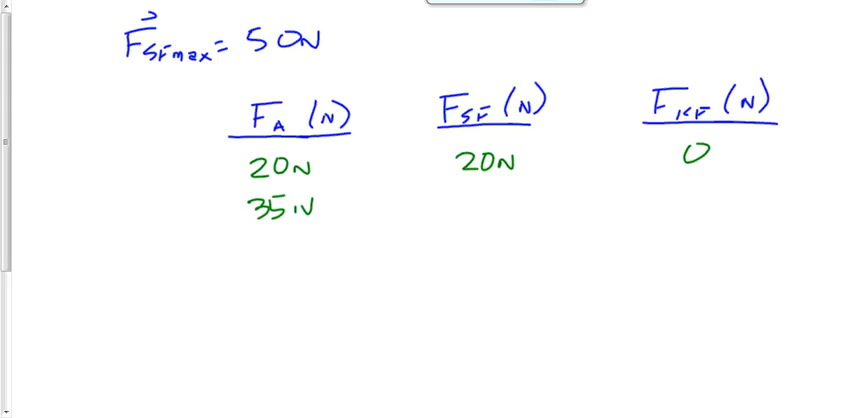 F⃗SFmax = 50N
FA (N) FSF (N) FKF (N)
20N 20N 0
35N